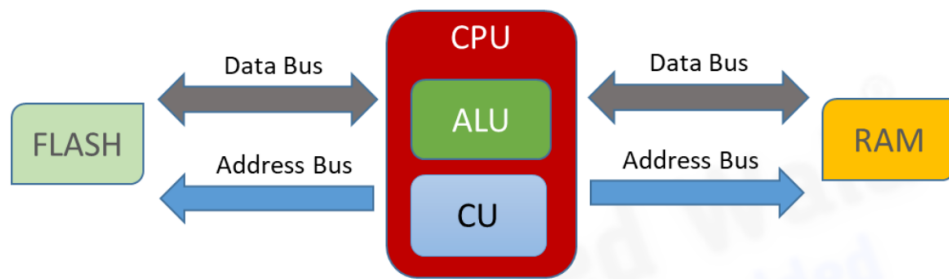 CPU
Data Bus
Data Bus
FLASH
ALU
RAM
Address Bus
Address Bus
CU